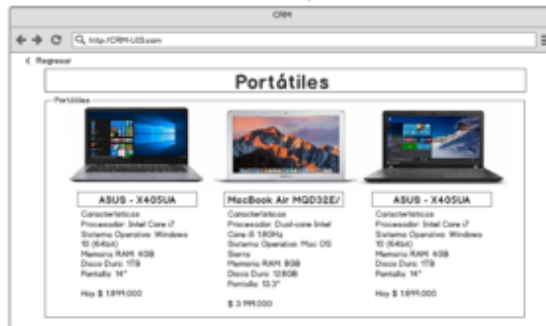 CRM
http://CRM-UIS.com
< Regresar
Portátiles
Portátiles
ASUS - X405UA
Características
Procesador: Intel Core i7
Sistema Operativo: Windows
10 (64bit)
Memoria RAM: 4GB
Disco Duro: 1TB
Pantalla: 14"
Hoy $ 1.899.000
MacBook Air MQD32E/
Características
Procesador: Dual-core Intel
Core i5 1.8GHz
Sistema Operativo: Mac OS
Sierra
Memoria RAM: 8GB
Disco Duro: 128GB
Pantalla: 13.3"
$ 3.199.000
ASUS - X405UA
Características
Procesador: Intel Core i7
Sistema Operativo: Windows
10 (64bit)
Memoria RAM: 4GB
Disco Duro: 1TB
Pantalla: 14"
Hoy $ 1.899.000